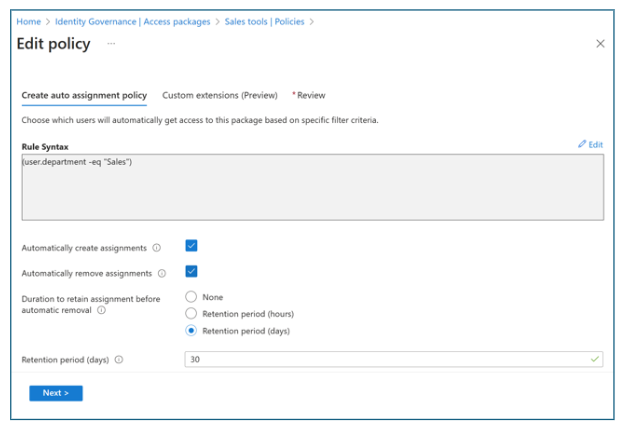 Home > Identity Governance | Access packages > Sales tools | Policies >
Edit policy ...
Create auto assignment policy Custom extensions (Preview) * Review
Choose which users will automatically get access to this package based on specific filter criteria.
Rule Syntax Edit
(user.department -eq "Sales")
Automatically create assignments
Automatically remove assignments
Duration to retain assignment before
automatic removal
None
Retention period (hours)
Retention period (days)
Retention period (days) 30
Next >